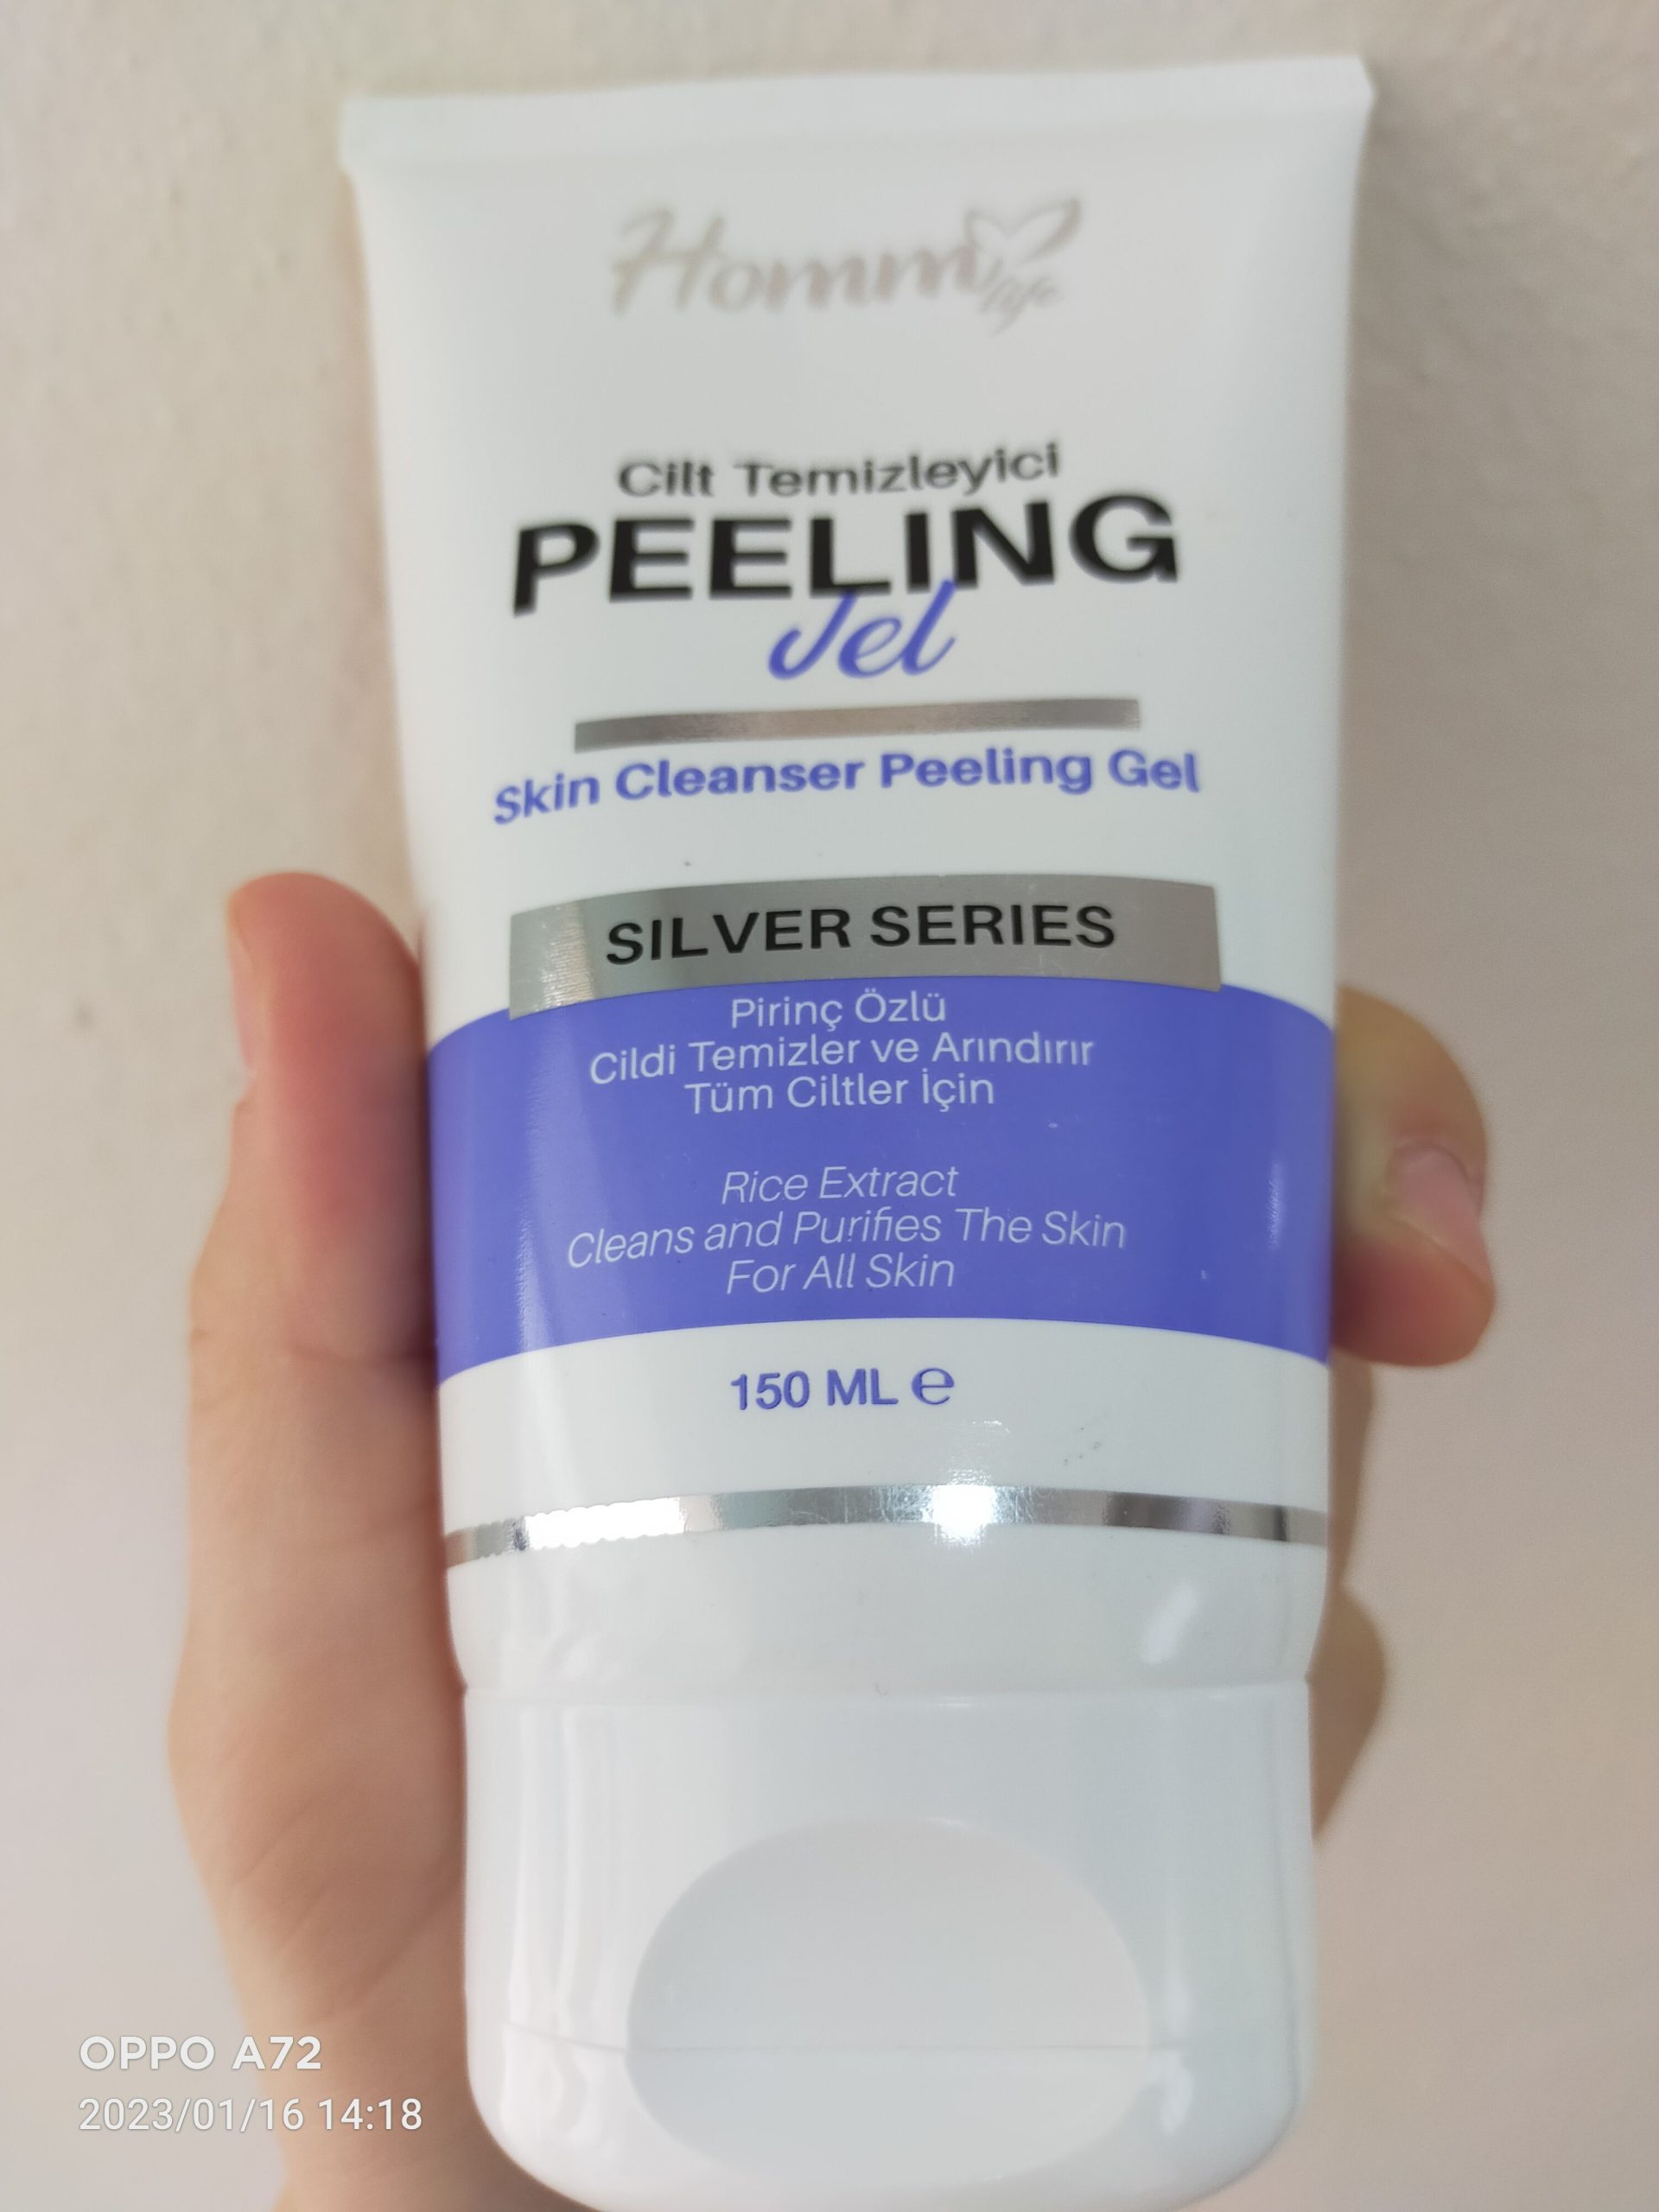 Homm life
Cilt Temizleyici
PEELING
Jel
Skin Cleanser Peeling Gel
SILVER SERIES
Pirinç Özlü
Cildi Temizler ve Arındırır
Tüm Ciltler İçin
Rice Extract
Cleans and Purifies The Skin
For All Skin
150 ML ℮
OPPO A72
2023/01/16 14:18